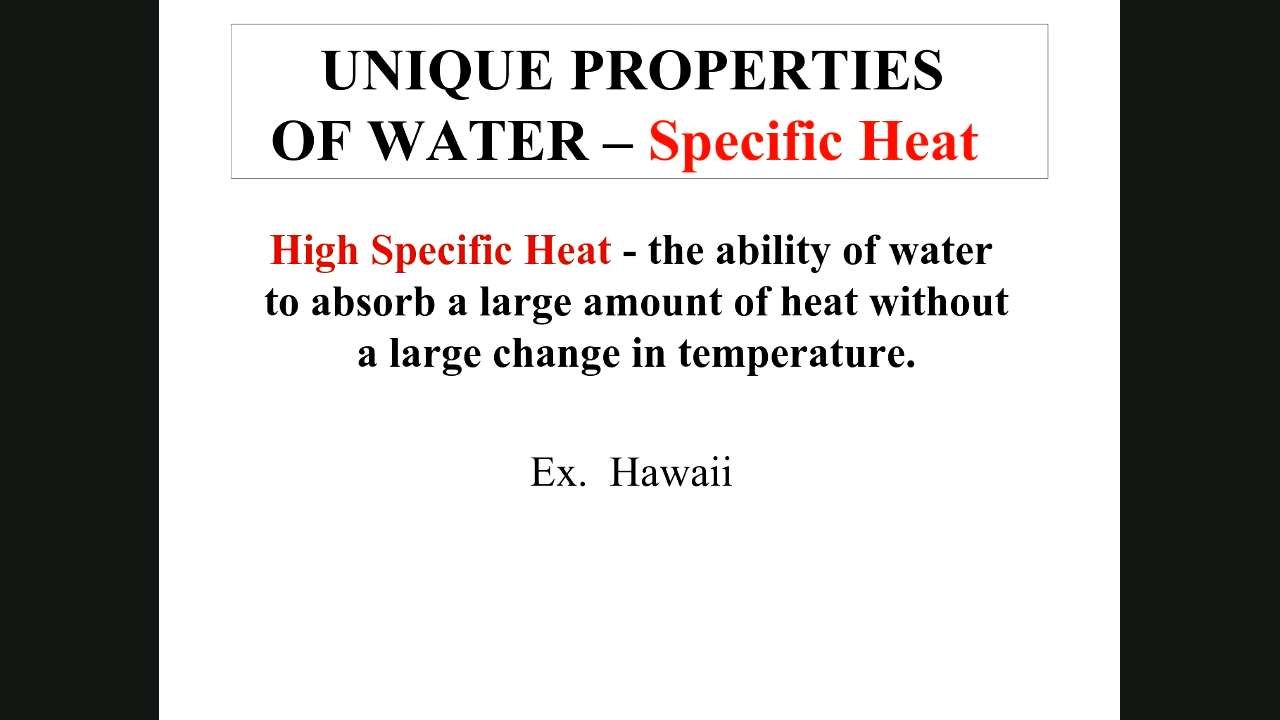 UNIQUE PROPERTIES
OF WATER – Specific Heat
High Specific Heat - the ability of water
to absorb a large amount of heat without
a large change in temperature.
Ex.  Hawaii